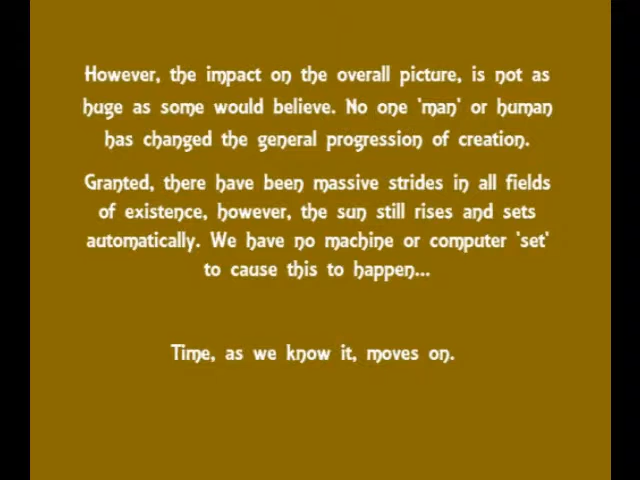 However, the impact on the overall picture, is not as
huge as some would believe. No one 'man' or human
has changed the general progression of creation.
Granted, there have been massive strides in all fields
of existence, however, the sun still rises and sets
automatically. We have no machine or computer 'set'
to cause this to happen...
Time, as we know it, moves on.